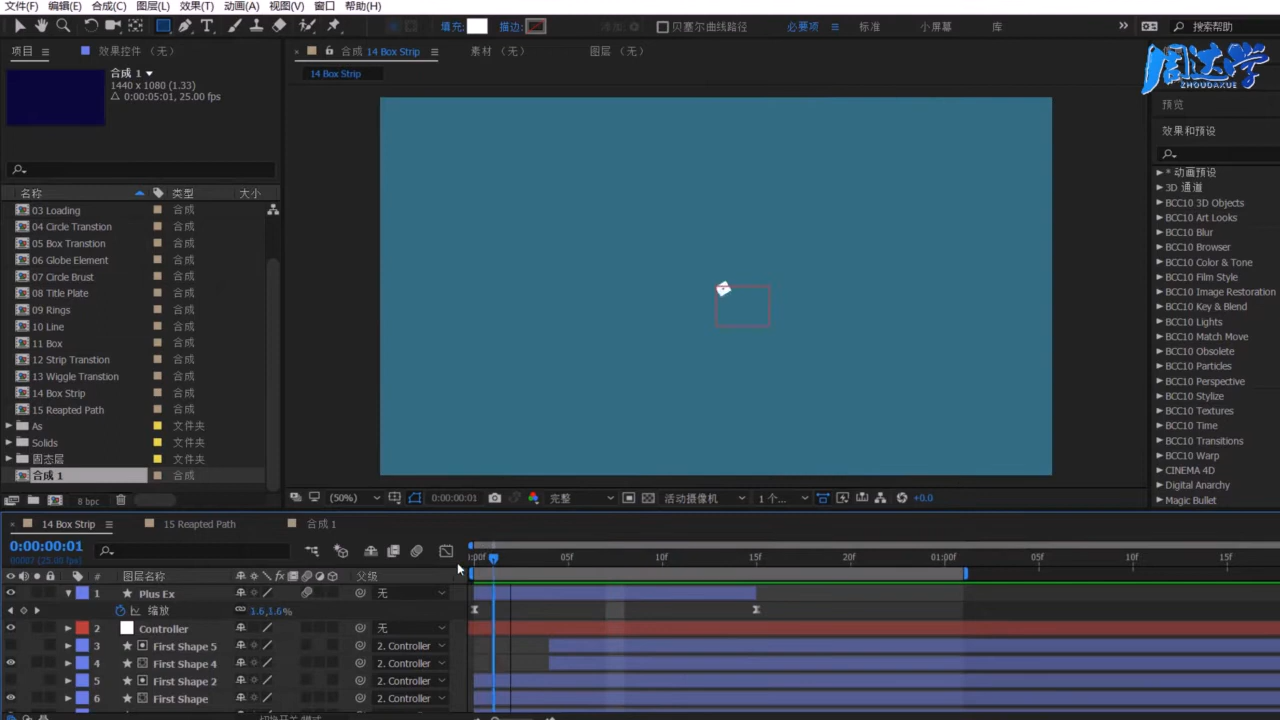 文件(F) 编辑(E) 合成(C) 图层(L) 效果(T) 动画(A) 视图(V) 窗口 帮助(H)
填充: 描边: 贝塞尔曲线路径 必要项 标准 小屏幕 库 搜索帮助
项目 效果控件 (无) 合成 14 Box Strip 素材 (无) 图层 (无)
周达学
ZHOUDAXUE
合成 1
1440 x 1080 (1.33)
Δ 0:00:05:01, 25.00 fps
14 Box Strip
预览
效果和预设
名称 类型 大小
03 Loading 合成
04 Circle Transtion 合成
05 Box Transtion 合成
06 Globe Element 合成
07 Circle Brust 合成
08 Title Plate 合成
09 Rings 合成
10 Line 合成
11 Box 合成
12 Strip Transtion 合成
13 Wiggle Transtion 合成
14 Box Strip 合成
15 Reapted Path 合成
As 文件夹
Solids 文件夹
固态层 文件夹
合成 1 合成
8 bpc
* 动画预设
3D 通道
BCC10 3D Objects
BCC10 Art Looks
BCC10 Blur
BCC10 Browser
BCC10 Color & Tone
BCC10 Film Style
BCC10 Image Restoration
BCC10 Key & Blend
BCC10 Lights
BCC10 Match Move
BCC10 Obsolete
BCC10 Particles
BCC10 Perspective
BCC10 Stylize
BCC10 Textures
BCC10 Time
BCC10 Transitions
BCC10 Warp
CINEMA 4D
Digital Anarchy
Magic Bullet
(50%) 0:00:00:01 完整 活动摄像机 1 个... +0.0
14 Box Strip 15 Reapted Path 合成 1
0:00:00:01
:00f 05f 10f 15f 20f 01:00f 05f 10f 15f
# 图层名称 fx 父级
1 Plus Ex 无
缩放 1.6,1.6%
2 Controller 无
3 First Shape 5 2. Controller
4 First Shape 4 2. Controller
5 First Shape 2 2. Controller
6 First Shape 2. Controller